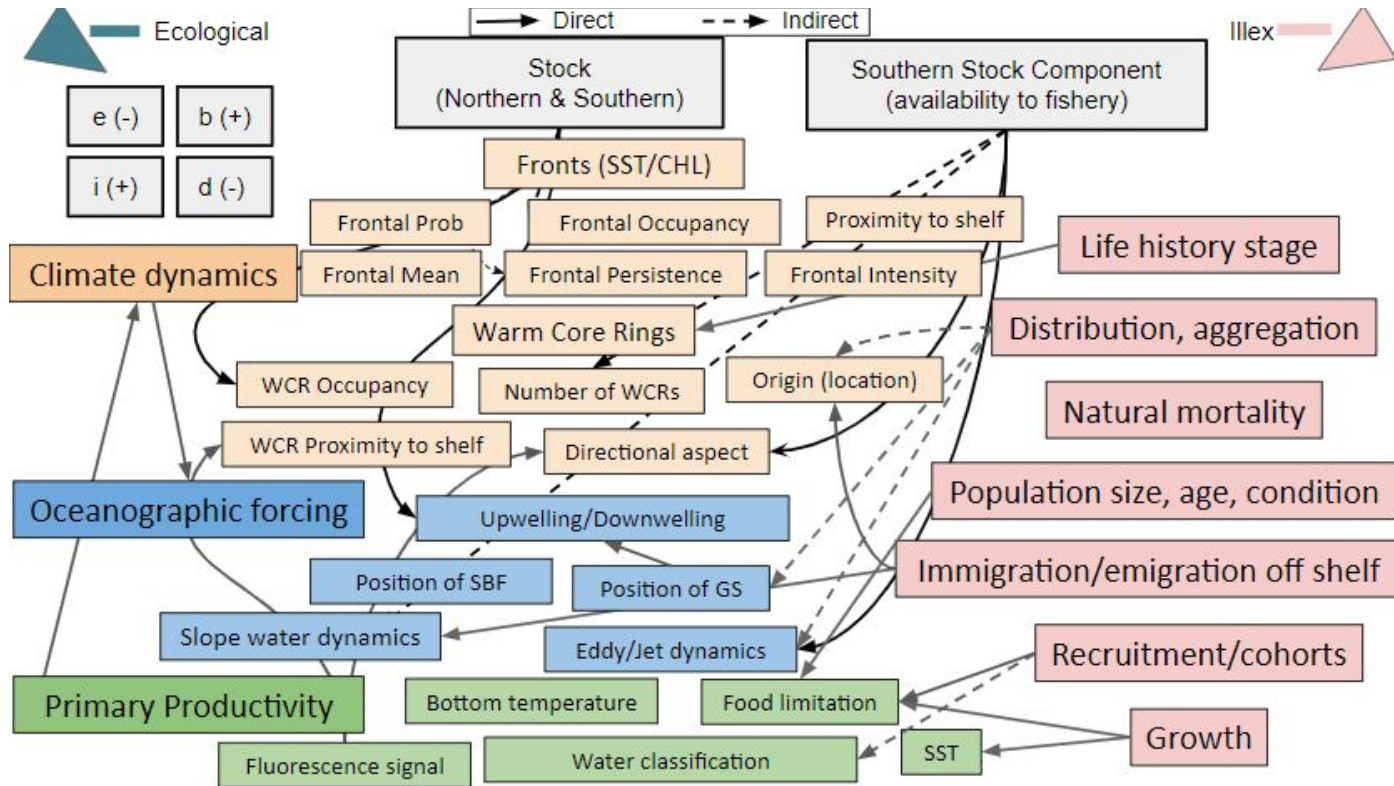 Direct
Indirect
Ecological
Illex
Stock
(Northern & Southern)
Southern Stock Component
(availability to fishery)
e (-)
b (+)
i (+)
d (-)
Fronts (SST/CHL)
Frontal Prob
Frontal Occupancy
Proximity to shelf
Life history stage
Climate dynamics
Frontal Mean
Frontal Persistence
Frontal Intensity
Warm Core Rings
Distribution, aggregation
WCR Occupancy
Number of WCRs
Origin (location)
Natural mortality
WCR Proximity to shelf
Directional aspect
Oceanographic forcing
Upwelling/Downwelling
Population size, age, condition
Position of SBF
Position of GS
Immigration/emigration off shelf
Slope water dynamics
Eddy/Jet dynamics
Recruitment/cohorts
Primary Productivity
Bottom temperature
Food limitation
Growth
Fluorescence signal
Water classification
SST